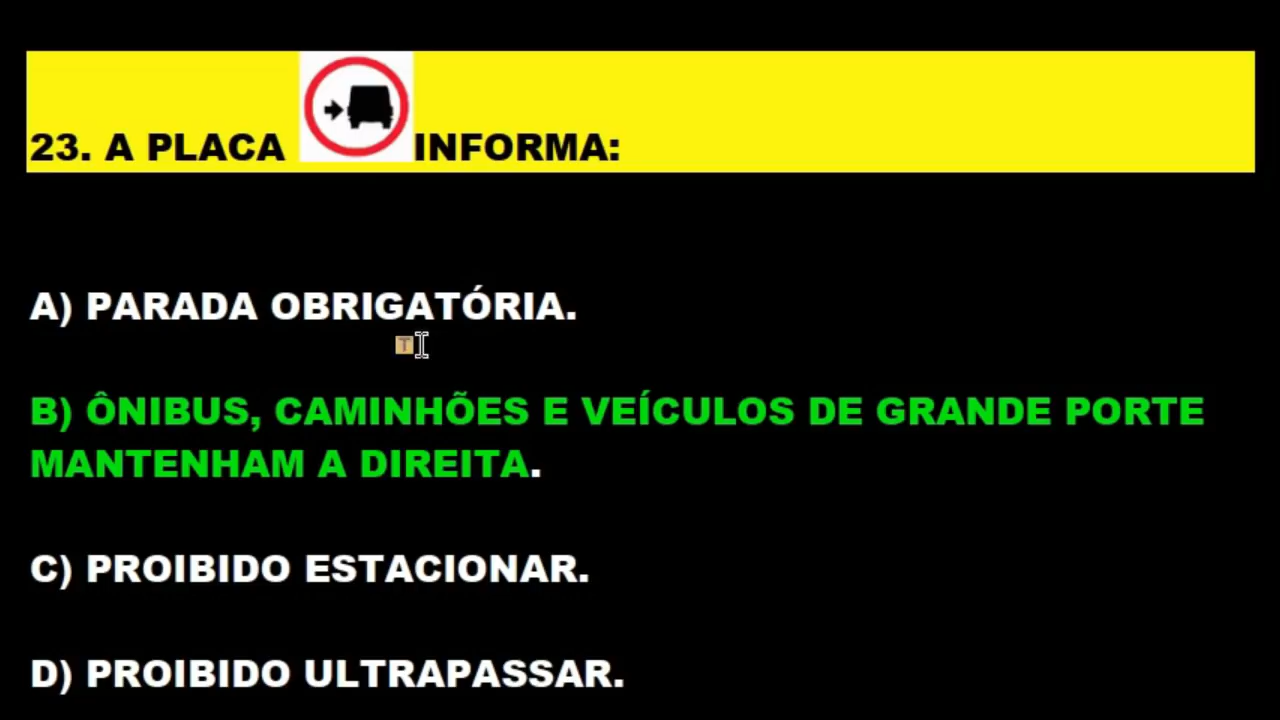 23. A PLACA INFORMA:
A) PARADA OBRIGATÓRIA.
T
B) ÔNIBUS, CAMINHÕES E VEÍCULOS DE GRANDE PORTE
MANTENHAM A DIREITA.
C) PROIBIDO ESTACIONAR.
D) PROIBIDO ULTRAPASSAR.